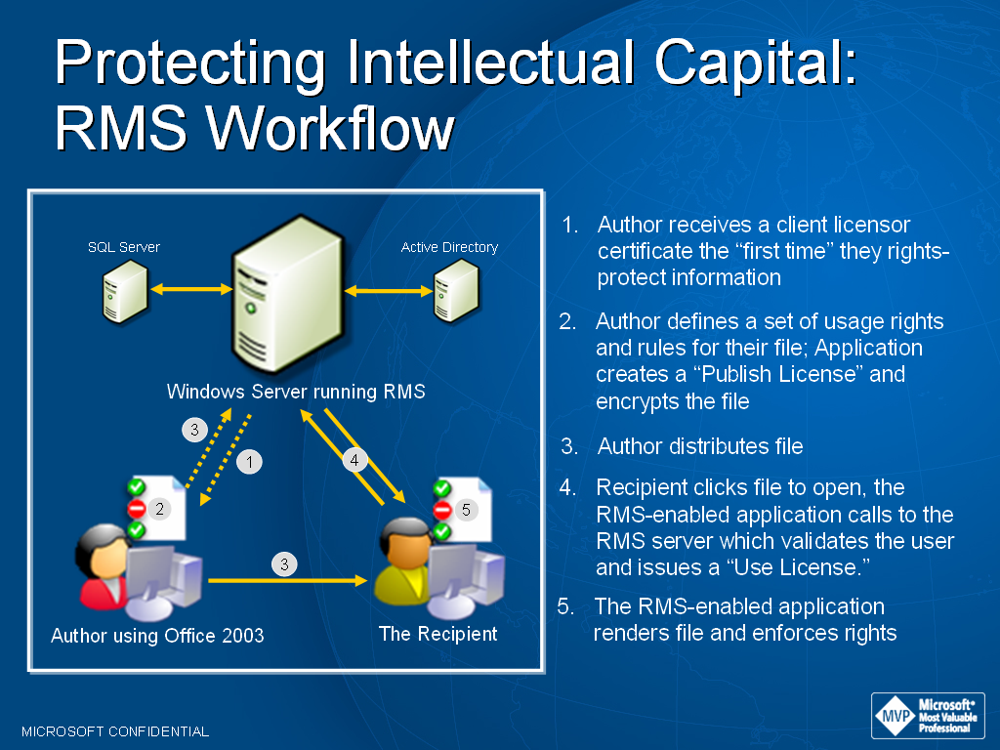 Protecting Intellectual Capital:
RMS Workflow
SQL Server
Active Directory
Windows Server running RMS
3
1
4
2
5
3
Author using Office 2003
The Recipient
1. Author receives a client licensor
certificate the “first time” they rights-
protect information
2. Author defines a set of usage rights
and rules for their file; Application
creates a “Publish License” and
encrypts the file
3. Author distributes file
4. Recipient clicks file to open, the
RMS-enabled application calls to the
RMS server which validates the user
and issues a “Use License.”
5. The RMS-enabled application
renders file and enforces rights
MICROSOFT CONFIDENTIAL
MVP
Microsoft®
Most Valuable
Professional